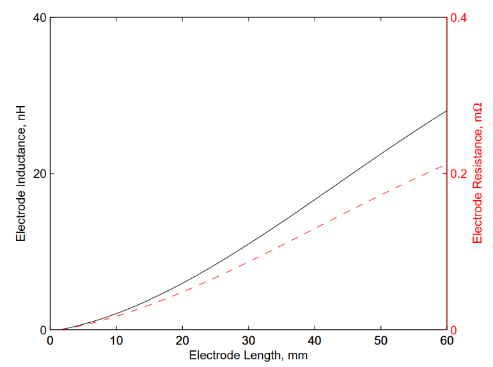 40
20
0
Electrode Inductance, nH
0.4
0.2
0
Electrode Resistance, mΩ
0 10 20 30 40 50 60
Electrode Length, mm